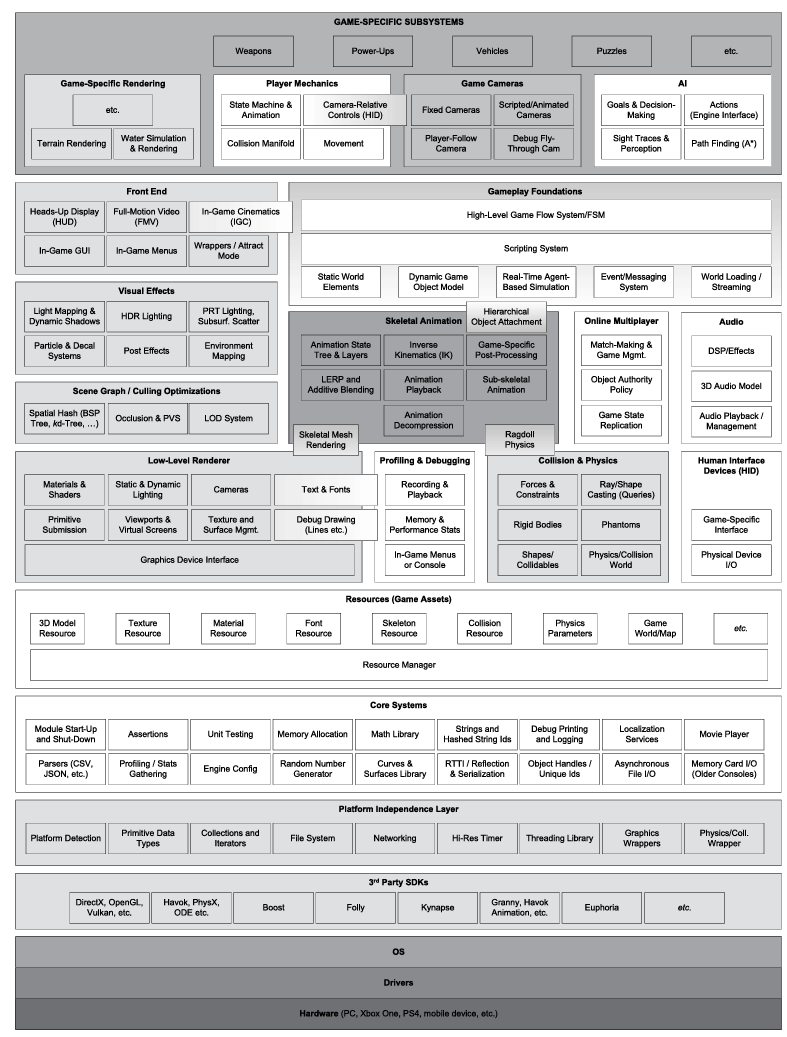 GAME-SPECIFIC SUBSYSTEMS
Weapons
Power-Ups
Vehicles
Puzzles
etc.
Game-Specific Rendering
etc.
Terrain Rendering
Water Simulation
& Rendering
Player Mechanics
State Machine &
Animation
Camera-Relative
Controls (HID)
Collision Manifold
Movement
Game Cameras
Fixed Cameras
Scripted/Animated
Cameras
Player-Follow
Camera
Debug Fly-
Through Cam
AI
Goals & Decision-
Making
Actions
(Engine Interface)
Sight Traces &
Perception
Path Finding (A*)
Front End
Heads-Up Display
(HUD)
Full-Motion Video
(FMV)
In-Game Cinematics
(IGC)
In-Game GUI
In-Game Menus
Wrappers / Attract
Mode
Gameplay Foundations
High-Level Game Flow System/FSM
Scripting System
Static World
Elements
Dynamic Game
Object Model
Real-Time Agent-
Based Simulation
Event/Messaging
System
World Loading /
Streaming
Visual Effects
Light Mapping &
Dynamic Shadows
HDR Lighting
PRT Lighting,
Subsurf. Scatter
Particle & Decal
Systems
Post Effects
Environment
Mapping
Skeletal Animation
Hierarchical
Object Attachment
Animation State
Tree & Layers
Inverse
Kinematics (IK)
Game-Specific
Post-Processing
LERP and
Additive Blending
Animation
Playback
Sub-skeletal
Animation
Animation
Decompression
Skeletal Mesh
Rendering
Ragdoll
Physics
Online Multiplayer
Match-Making &
Game Mgmt.
Object Authority
Policy
Game State
Replication
Audio
DSP/Effects
3D Audio Model
Audio Playback /
Management
Scene Graph / Culling Optimizations
Spatial Hash (BSP
Tree, kd-Tree, …)
Occlusion & PVS
LOD System
Low-Level Renderer
Materials &
Shaders
Static & Dynamic
Lighting
Cameras
Text & Fonts
Primitive
Submission
Viewports &
Virtual Screens
Texture and
Surface Mgmt.
Debug Drawing
(Lines etc.)
Graphics Device Interface
Profiling & Debugging
Recording &
Playback
Memory &
Performance Stats
In-Game Menus
or Console
Collision & Physics
Forces &
Constraints
Ray/Shape
Casting (Queries)
Rigid Bodies
Phantoms
Shapes/
Collidables
Physics/Collision
World
Human Interface
Devices (HID)
Game-Specific
Interface
Physical Device
I/O
Resources (Game Assets)
3D Model
Resource
Texture
Resource
Material
Resource
Font
Resource
Skeleton
Resource
Collision
Resource
Physics
Parameters
Game
World/Map
etc.
Resource Manager
Core Systems
Module Start-Up
and Shut-Down
Assertions
Unit Testing
Memory Allocation
Math Library
Strings and
Hashed String Ids
Debug Printing
and Logging
Localization
Services
Movie Player
Parsers (CSV,
JSON, etc.)
Profiling / Stats
Gathering
Engine Config
Random Number
Generator
Curves &
Surfaces Library
RTTI / Reflection
& Serialization
Object Handles /
Unique Ids
Asynchronous
File I/O
Memory Card I/O
(Older Consoles)
Platform Independence Layer
Platform Detection
Primitive Data
Types
Collections and
Iterators
File System
Networking
Hi-Res Timer
Threading Library
Graphics
Wrappers
Physics/Coll.
Wrapper
3rd Party SDKs
DirectX, OpenGL,
Vulkan, etc.
Havok, PhysX,
ODE etc.
Boost
Folly
Kynapse
Granny, Havok
Animation, etc.
Euphoria
etc.
OS
Drivers
Hardware (PC, Xbox One, PS4, mobile device, etc.)